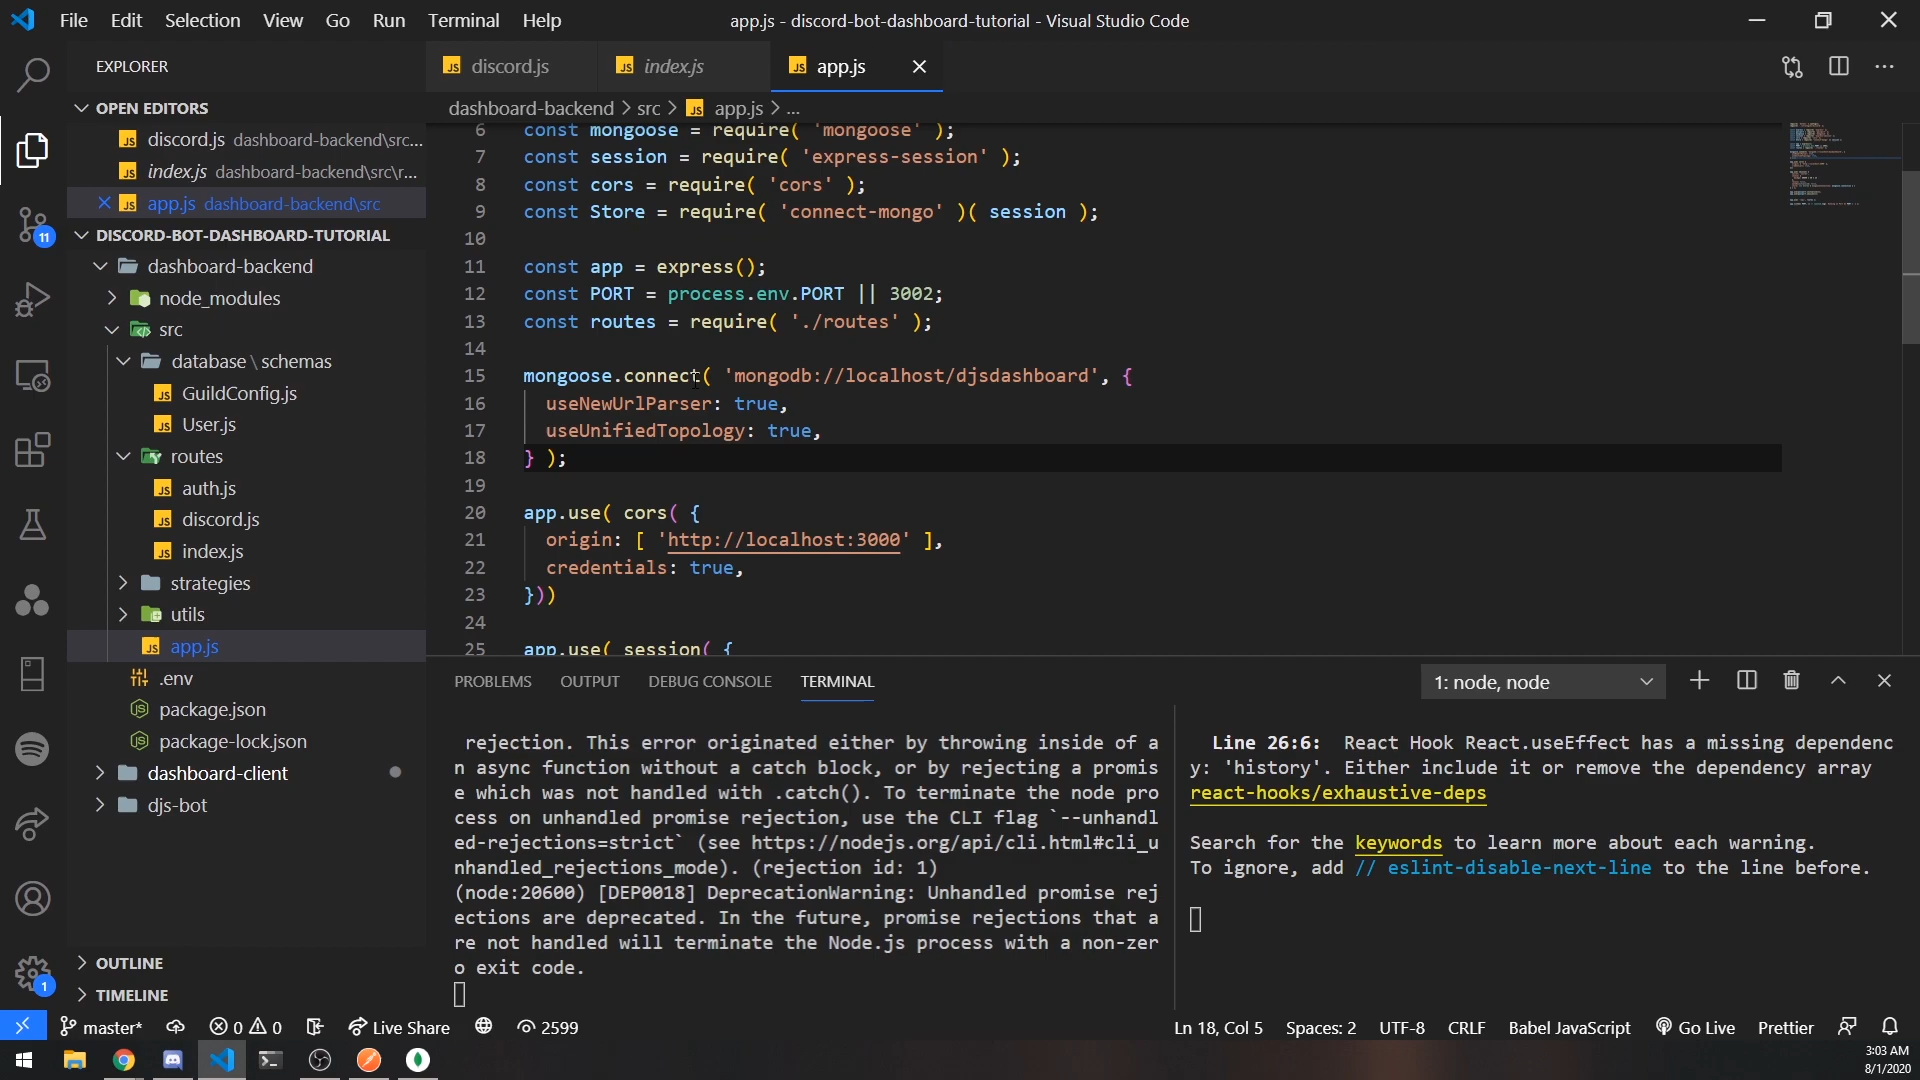 File Edit Selection View Go Run Terminal Help
app.js - discord-bot-dashboard-tutorial - Visual Studio Code
EXPLORER
OPEN EDITORS
JS discord.js dashboard-backend\src...
JS index.js dashboard-backend\src\r...
JS app.js dashboard-backend\src
DISCORD-BOT-DASHBOARD-TUTORIAL
dashboard-backend
node_modules
src
database \ schemas
JS GuildConfig.js
JS User.js
routes
JS auth.js
JS discord.js
JS index.js
strategies
utils
JS app.js
.env
package.json
package-lock.json
dashboard-client
djs-bot
OUTLINE
TIMELINE
11
1
JS discord.js
JS index.js
JS app.js
dashboard-backend > src > JS app.js > ...
6 const mongoose = require( 'mongoose' );
7 const session = require( 'express-session' );
8 const cors = require( 'cors' );
9 const Store = require( 'connect-mongo' )( session );
10
11 const app = express();
12 const PORT = process.env.PORT || 3002;
13 const routes = require( './routes' );
14
15 mongoose.connect( 'mongodb://localhost/djsdashboard', {
16 useNewUrlParser: true,
17 useUnifiedTopology: true,
18 } );
19
20 app.use( cors( {
21 origin: [ 'http://localhost:3000' ],
22 credentials: true,
23 }))
24
25 app.use( session( {
PROBLEMS OUTPUT DEBUG CONSOLE TERMINAL
1: node, node
rejection. This error originated either by throwing inside of a
n async function without a catch block, or by rejecting a promis
e which was not handled with .catch(). To terminate the node pro
cess on unhandled promise rejection, use the CLI flag `--unhandl
ed-rejections=strict` (see https://nodejs.org/api/cli.html#cli_u
nhandled_rejections_mode). (rejection id: 1)
(node:20600) [DEP0018] DeprecationWarning: Unhandled promise rej
ections are deprecated. In the future, promise rejections that a
re not handled will terminate the Node.js process with a non-zer
o exit code.
Line 26:6: React Hook React.useEffect has a missing dependenc
y: 'history'. Either include it or remove the dependency array
react-hooks/exhaustive-deps
Search for the keywords to learn more about each warning.
To ignore, add // eslint-disable-next-line to the line before.
master* 0 0 Live Share 2599
Ln 18, Col 5 Spaces: 2 UTF-8 CRLF Babel JavaScript Go Live Prettier
3:03 AM
8/1/2020